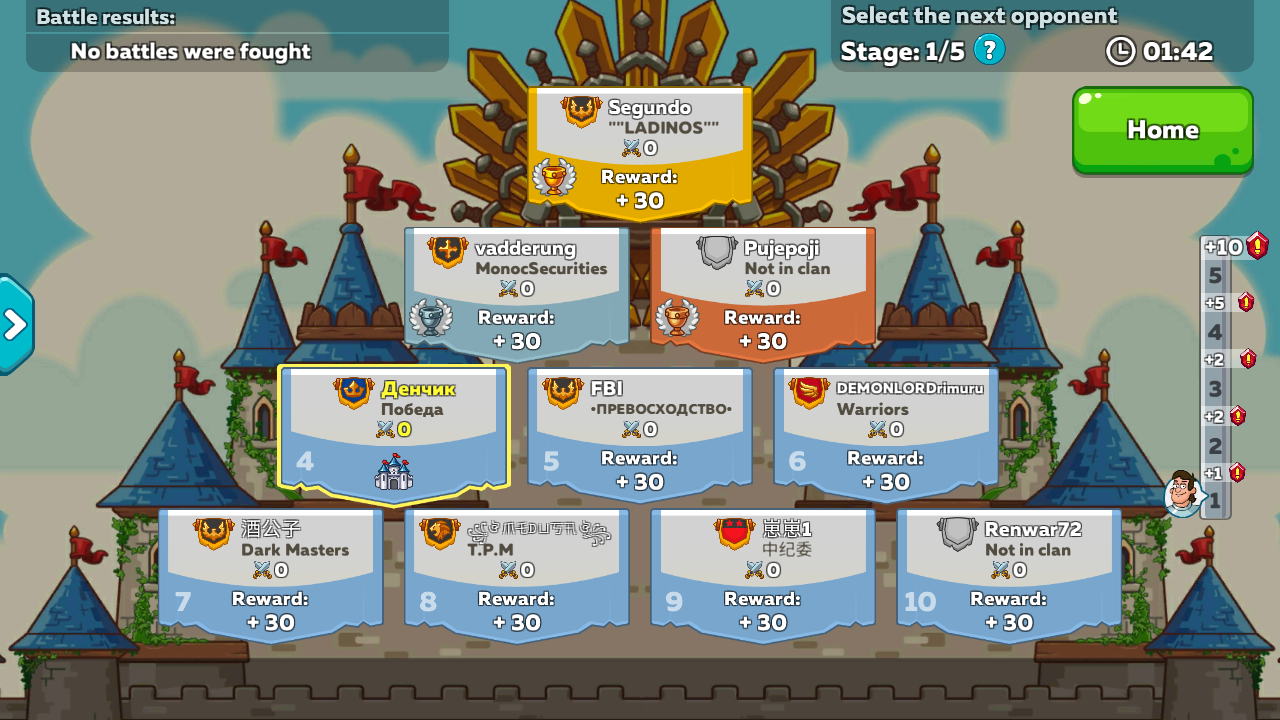 Battle results:
No battles were fought
Select the next opponent
Stage: 1/5 ?
01:42
Home
Segundo
""LADINOS""
0
Reward:
+ 30
vadderung
MonocSecurities
0
Reward:
+ 30
Pujepoji
Not in clan
0
Reward:
+ 30
Денчик
Победа
0
4
FBI
•ПРЕВОСХОДСТВО•
0
5
Reward:
+ 30
DEMONLORDrimuru
Warriors
0
6
Reward:
+ 30
酒公子
Dark Masters
0
7
Reward:
+ 30
T.P.M
0
8
Reward:
+ 30
崽崽1
中纪委
0
9
Reward:
+ 30
Renwar72
Not in clan
0
10
Reward:
+ 30
+10
5
+5
4
+2
3
+2
2
+1
1